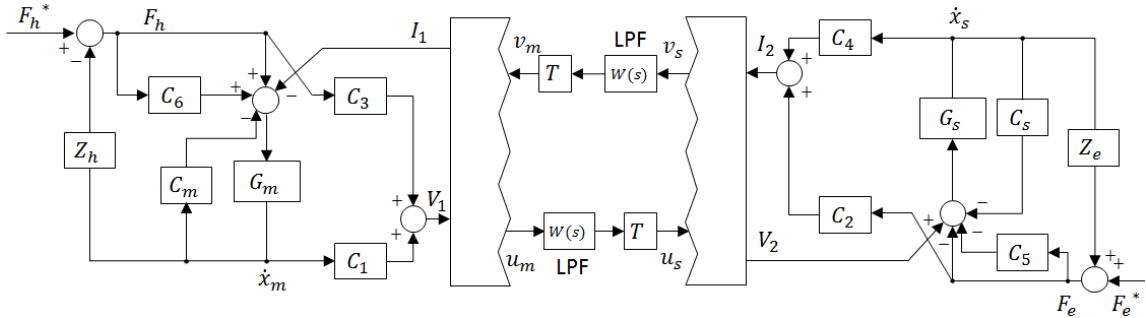 F_h^* F_h I_1 v_m LPF v_s I_2 C_4 ẋ_s
+ − + + − + +
T W(s)
C_6 C_3 G_s C_s
Z_h C_m G_m Z_e
+ + V_1 C_2 + − − −
W(s) T V_2 C_5 + +
C_1 u_m LPF u_s
ẋ_m F_e F_e^*